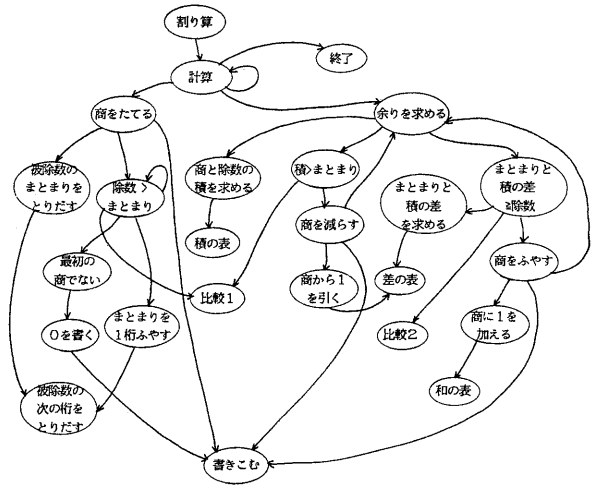 割り算
計算
終了
商をたてる
余りを求める
被除数の
まとまりを
とりだす
除数＞
まとまり
商と除数の
積を求める
積>まとまり
まとまりと
積の差
を求める
まとまりと
積の差
≧除数
積の表
商を減らす
商をふやす
最初の
商でない
比較1
商から1
を引く
差の表
0を書く
まとまりを
1桁ふやす
比較2
商に1を
加える
和の表
被除数の
次の桁を
とりだす
書きこむ